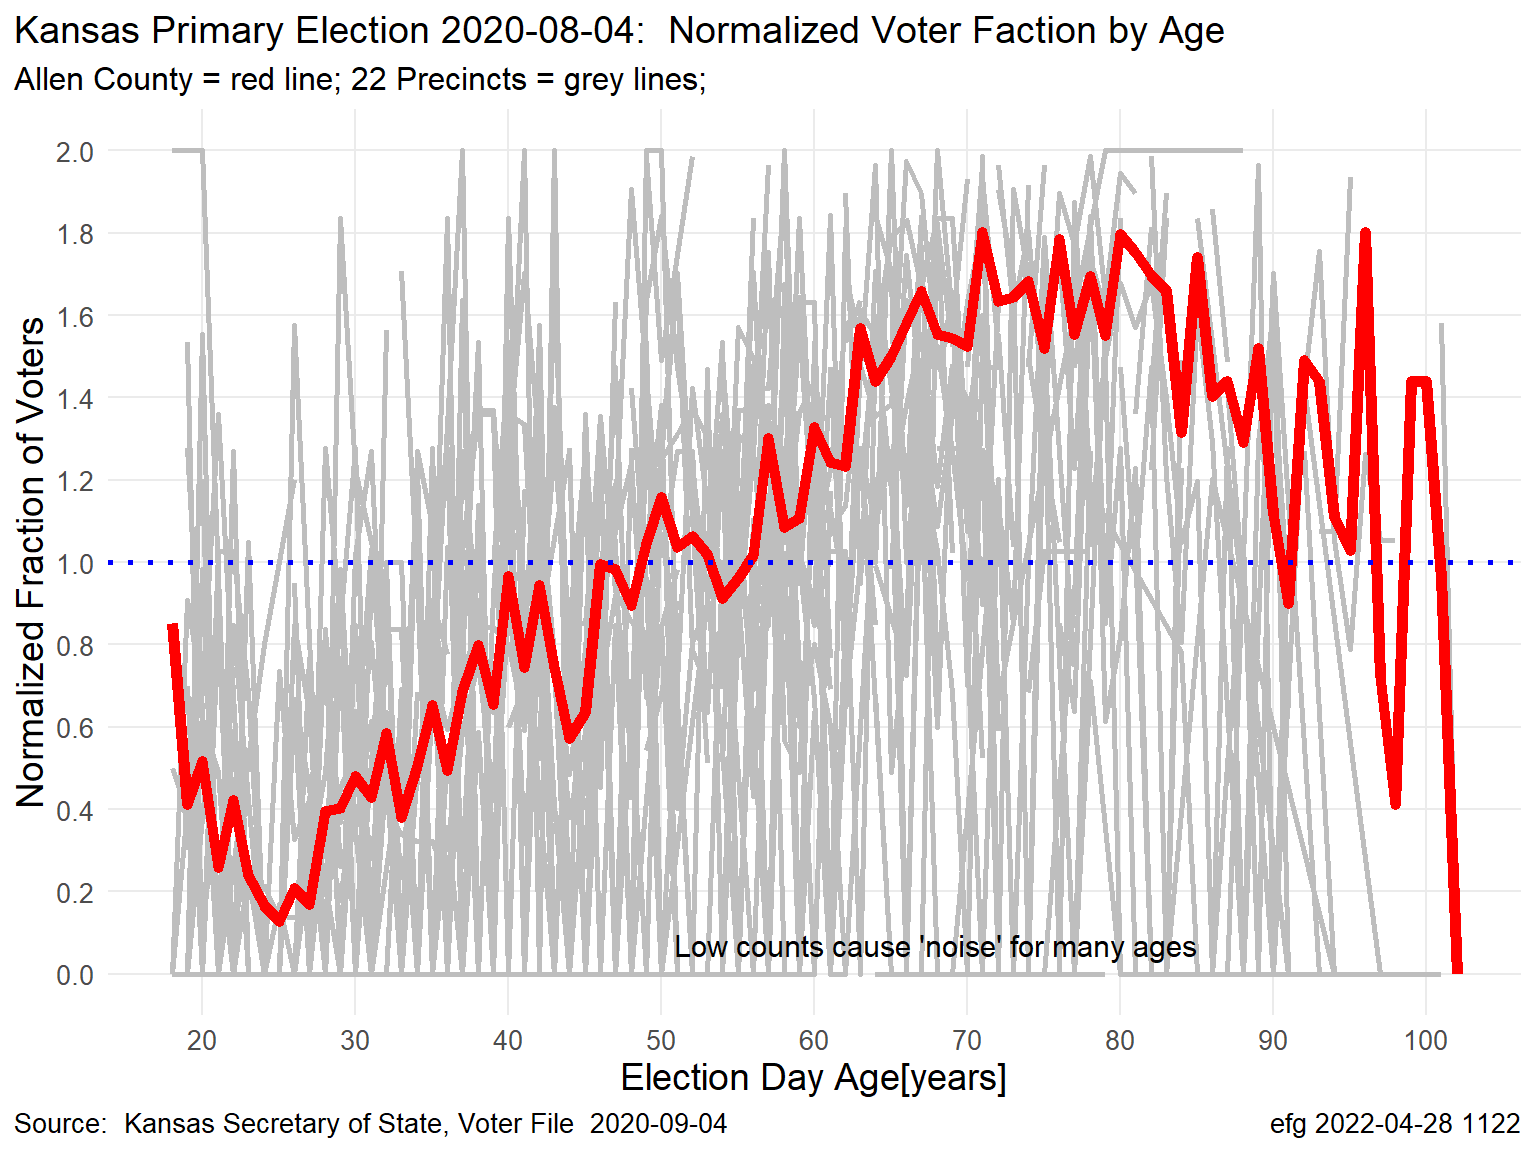 Kansas Primary Election 2020-08-04:  Normalized Voter Faction by Age
Allen County = red line; 22 Precincts = grey lines;
Normalized Fraction of Voters
2.0
1.8
1.6
1.4
1.2
1.0
0.8
0.6
0.4
0.2
0.0
Low counts cause 'noise' for many ages
20 30 40 50 60 70 80 90 100
Election Day Age[years]
Source:  Kansas Secretary of State, Voter File  2020-09-04
efg 2022-04-28 1122